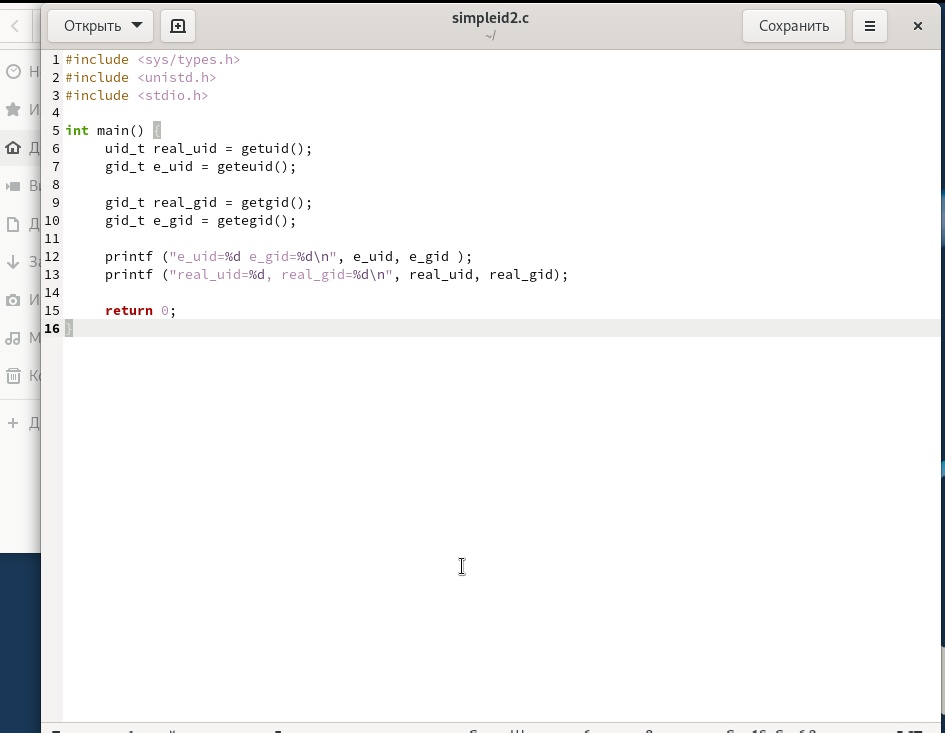 Открыть
simpleid2.c
~/
Сохранить
1 #include <sys/types.h>
2 #include <unistd.h>
3 #include <stdio.h>
4
5 int main() {
6 uid_t real_uid = getuid();
7 gid_t e_uid = geteuid();
8
9 gid_t real_gid = getgid();
10 gid_t e_gid = getegid();
11
12 printf ("e_uid=%d e_gid=%d\n", e_uid, e_gid );
13 printf ("real_uid=%d, real_gid=%d\n", real_uid, real_gid);
14
15 return 0;
16 }